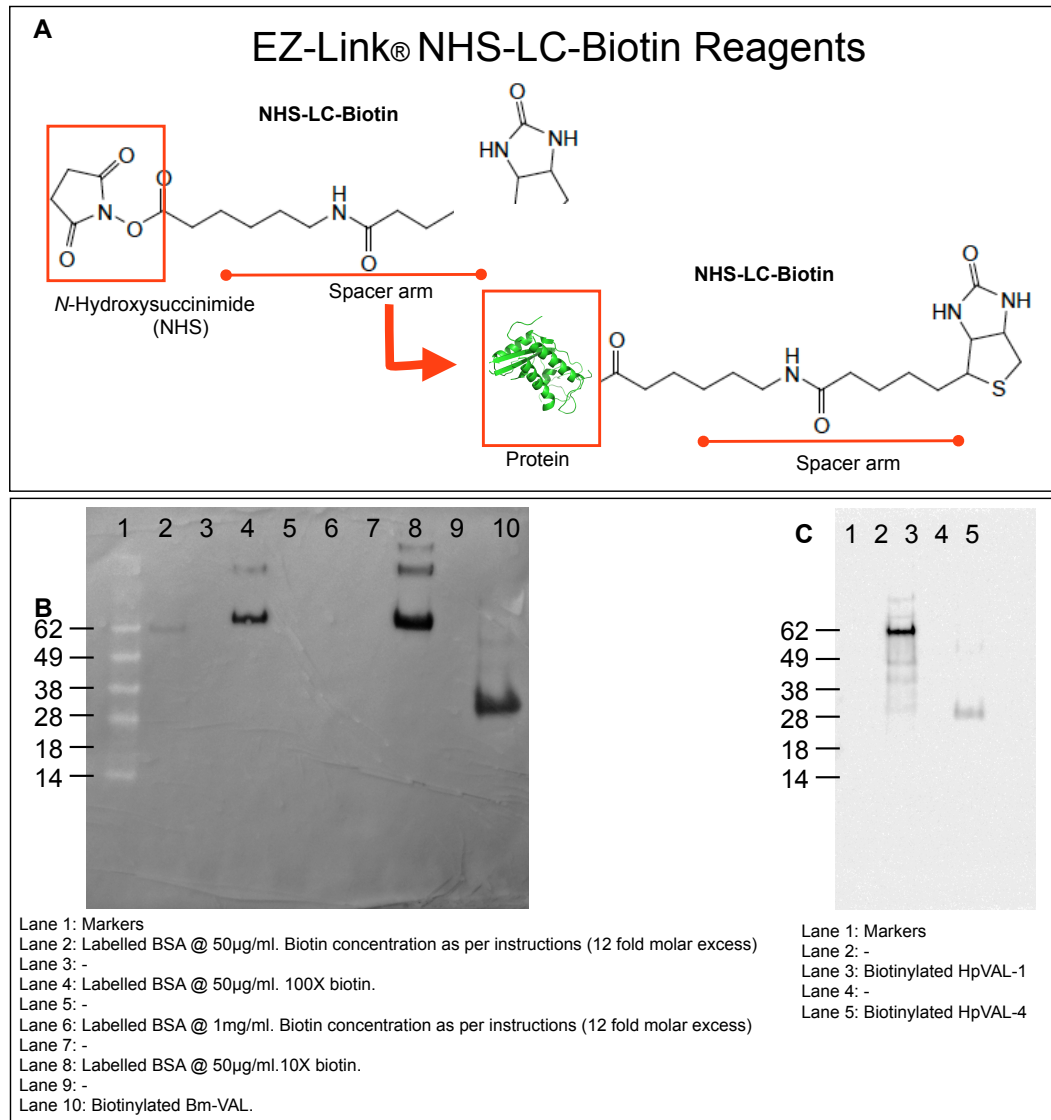 A
EZ-Link® NHS-LC-Biotin Reagents
NHS-LC-Biotin
O
HN
NH
O
O
N
O
O
O
H
N
O
N-Hydroxysuccinimide
(NHS)
Spacer arm
NHS-LC-Biotin
O
HN
NH
O
H
N
O
S
Protein
Spacer arm
B
1 2 3 4 5 6 7 8 9 10
62
49
38
28
18
14
Lane 1: Markers
Lane 2: Labelled BSA @ 50µg/ml. Biotin concentration as per instructions (12 fold molar excess)
Lane 3: -
Lane 4: Labelled BSA @ 50µg/ml. 100X biotin.
Lane 5: -
Lane 6: Labelled BSA @ 1mg/ml. Biotin concentration as per instructions (12 fold molar excess)
Lane 7: -
Lane 8: Labelled BSA @ 50µg/ml.10X biotin.
Lane 9: -
Lane 10: Biotinylated Bm-VAL.
C
1 2 3 4 5
62
49
38
28
18
14
Lane 1: Markers
Lane 2: -
Lane 3: Biotinylated HpVAL-1
Lane 4: -
Lane 5: Biotinylated HpVAL-4